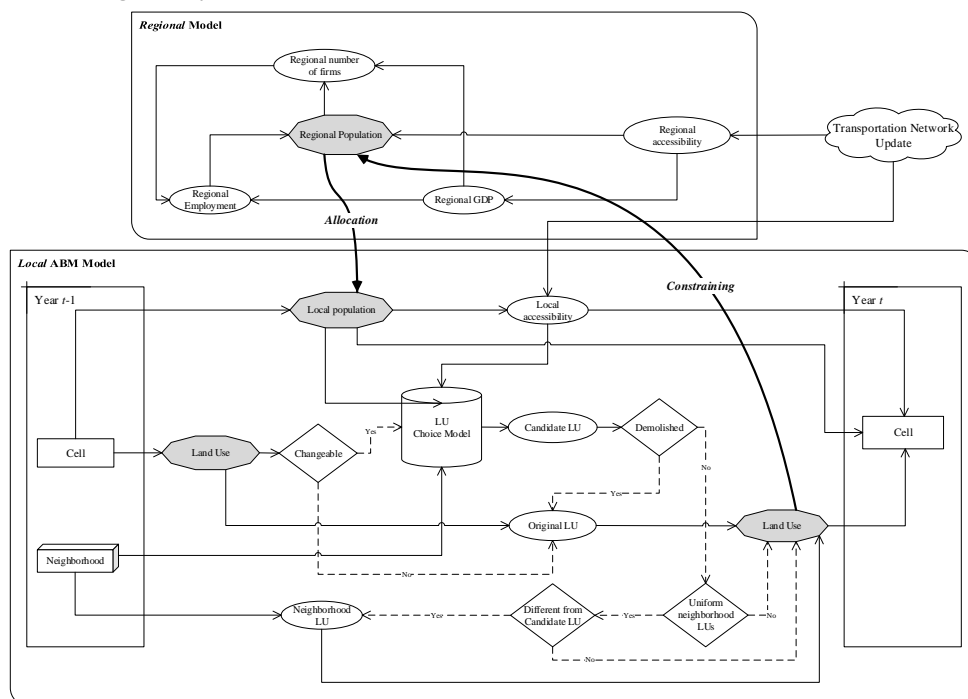 Regional Model
Regional number
of firms
Regional Population
Regional
accessibility
Transportation Network
Update
Regional
Employment
Regional GDP
Allocation
Local ABM Model
Constraining
Year t-1
Year t
Local population
Local
accessibility
LU
Choice Model
Yes
Candidate LU
Demolished
Cell
Cell
Land Use
Changeable
No
Yes
Original LU
Land Use
Neighborhood
No
Neighborhood
LU
Yes
Different from
Candidate LU
Yes
Uniform
neighborhood
LUs
No
No